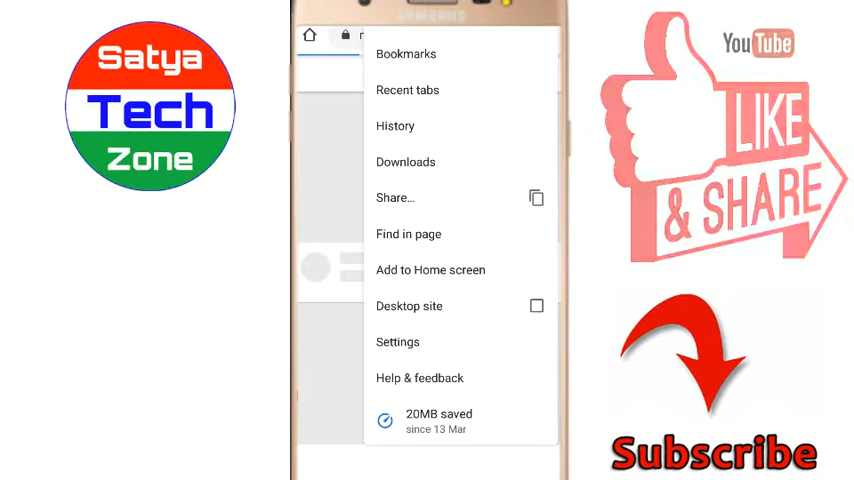 Satya
Tech
Zone
SAMSUNG
Bookmarks
Recent tabs
History
Downloads
Share...
Find in page
Add to Home screen
Desktop site
Settings
Help & feedback
20MB saved
since 13 Mar
YouTube
LIKE
& SHARE
Subscribe